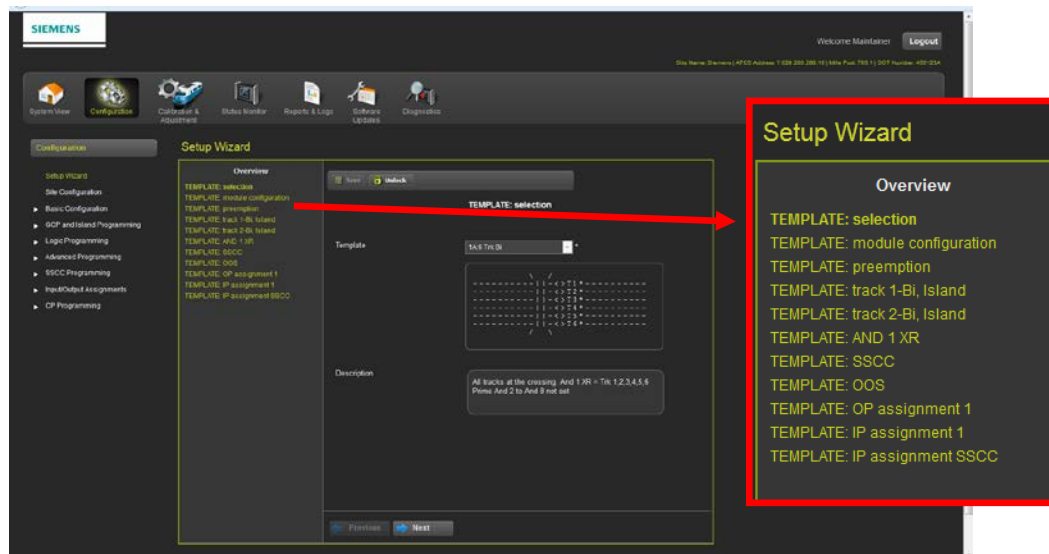 SIEMENS
Welcome Maintainer
Logout
System View
Configuration
Calibration & Adjustment
Status Monitor
Reports & Logs
Software Updates
Diagnostics
Configuration
Setup Wizard
Site Configuration
Basic Configuration
GCP and Island Programming
Logic Programming
Advanced Programming
SSCC Programming
Input/Output Assignments
CP Programming
Setup Wizard
Overview
TEMPLATE: selection
TEMPLATE: module configuration
TEMPLATE: preemption
TEMPLATE: track 1-Bi, Island
TEMPLATE: track 2-Bi, Island
TEMPLATE: AND 1 XR
TEMPLATE: SSCC
TEMPLATE: OOS
TEMPLATE: OP assignment 1
TEMPLATE: IP assignment 1
TEMPLATE: IP assignment SSCC
Unlock
TEMPLATE: selection
Template
Description
All tracks at the crossing. And 1 XR = Trk 1,2,3,4,5,6
Prime And 2 to And 8 not set
Previous
Next
Setup Wizard
Overview
TEMPLATE: selection
TEMPLATE: module configuration
TEMPLATE: preemption
TEMPLATE: track 1-Bi, Island
TEMPLATE: track 2-Bi, Island
TEMPLATE: AND 1 XR
TEMPLATE: SSCC
TEMPLATE: OOS
TEMPLATE: OP assignment 1
TEMPLATE: IP assignment 1
TEMPLATE: IP assignment SSCC